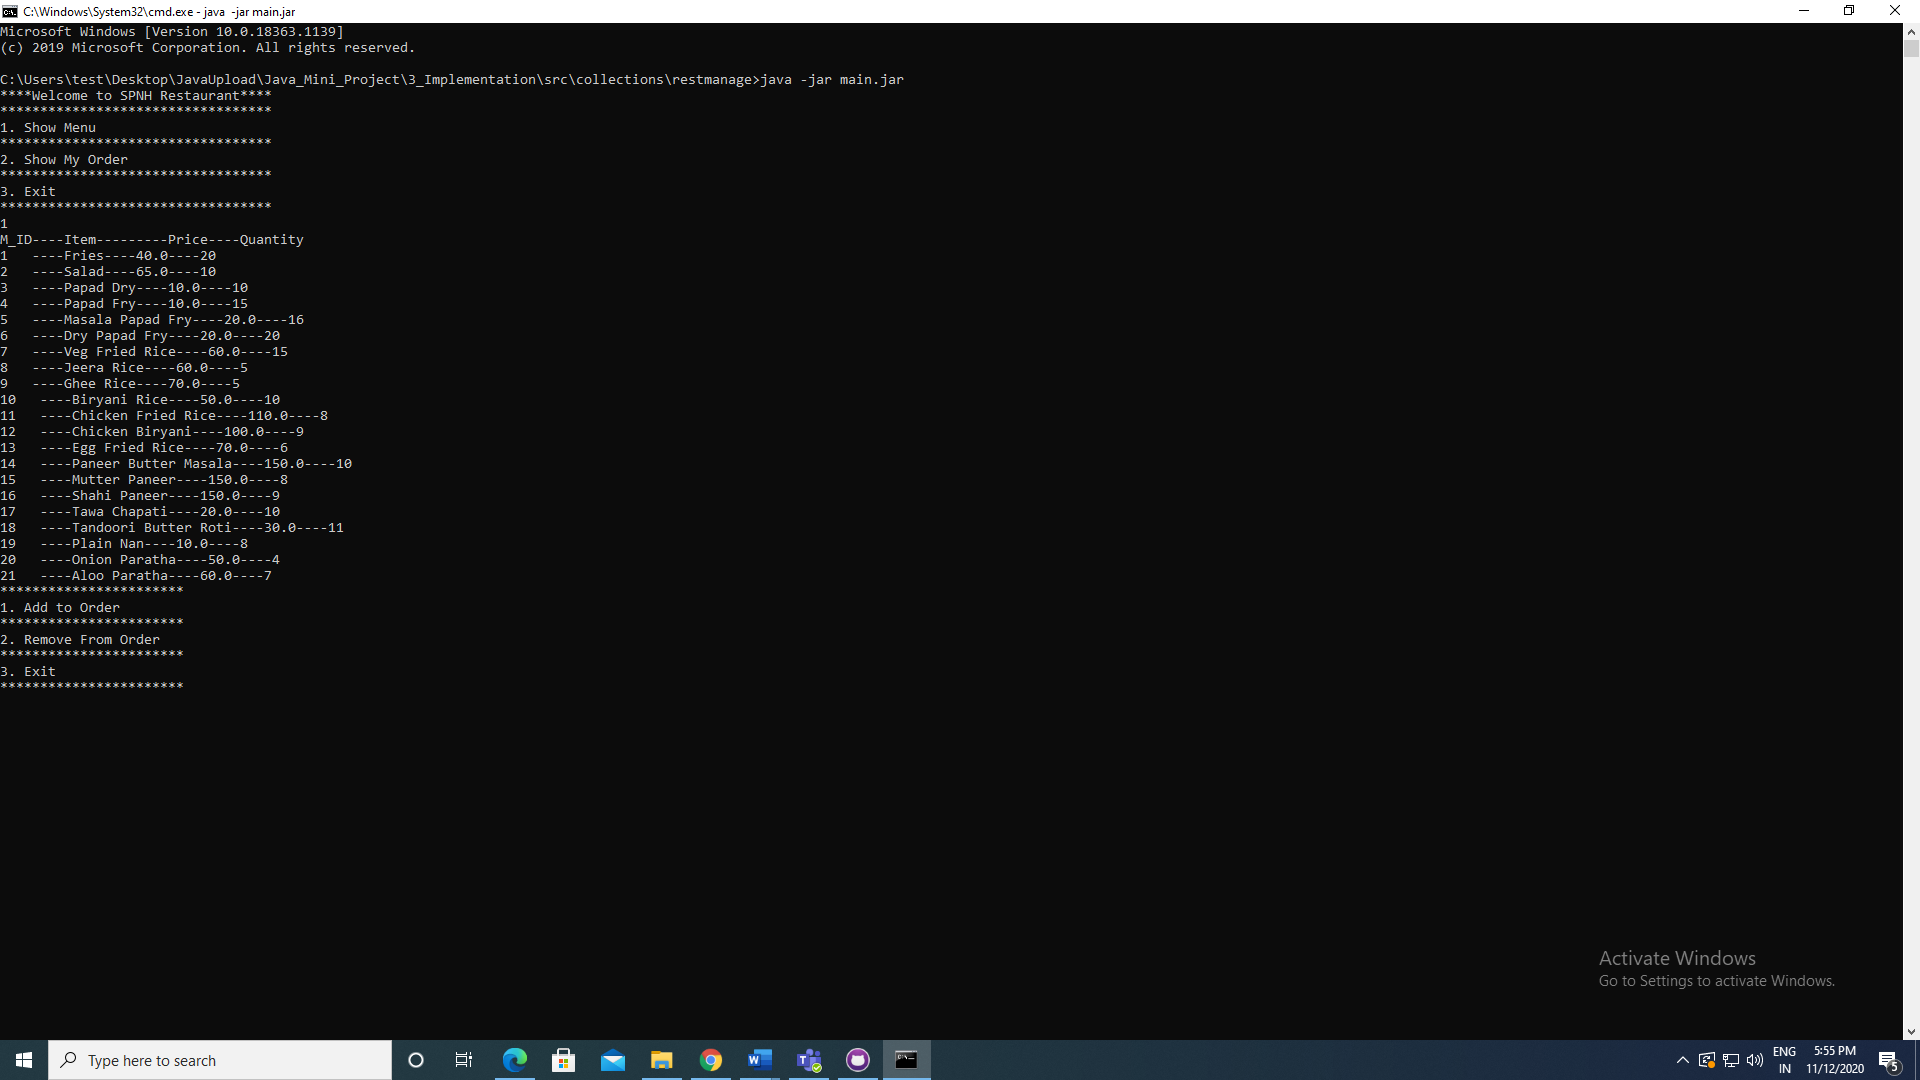 C:\Windows\System32\cmd.exe - java  -jar main.jar
Microsoft Windows [Version 10.0.18363.1139]
(c) 2019 Microsoft Corporation. All rights reserved.
C:\Users\test\Desktop\JavaUpload\Java_Mini_Project\3_Implementation\src\collections\restmanage>java -jar main.jar
****Welcome to SPNH Restaurant****
**********************************
1. Show Menu
**********************************
2. Show My Order
**********************************
3. Exit
**********************************
1
M_ID----Item---------Price----Quantity
1   ----Fries----40.0----20
2   ----Salad----65.0----10
3   ----Papad Dry----10.0----10
4   ----Papad Fry----10.0----15
5   ----Masala Papad Fry----20.0----16
6   ----Dry Papad Fry----20.0----20
7   ----Veg Fried Rice----60.0----15
8   ----Jeera Rice----60.0----5
9   ----Ghee Rice----70.0----5
10   ----Biryani Rice----50.0----10
11   ----Chicken Fried Rice----110.0----8
12   ----Chicken Biryani----100.0----9
13   ----Egg Fried Rice----70.0----6
14   ----Paneer Butter Masala----150.0----10
15   ----Mutter Paneer----150.0----8
16   ----Shahi Paneer----150.0----9
17   ----Tawa Chapati----20.0----10
18   ----Tandoori Butter Roti----30.0----11
19   ----Plain Nan----10.0----8
20   ----Onion Paratha----50.0----4
21   ----Aloo Paratha----60.0----7
***********************
1. Add to Order
***********************
2. Remove From Order
***********************
3. Exit
***********************
Activate Windows
Go to Settings to activate Windows.
Type here to search
ENG
IN
5:55 PM
11/12/2020
5